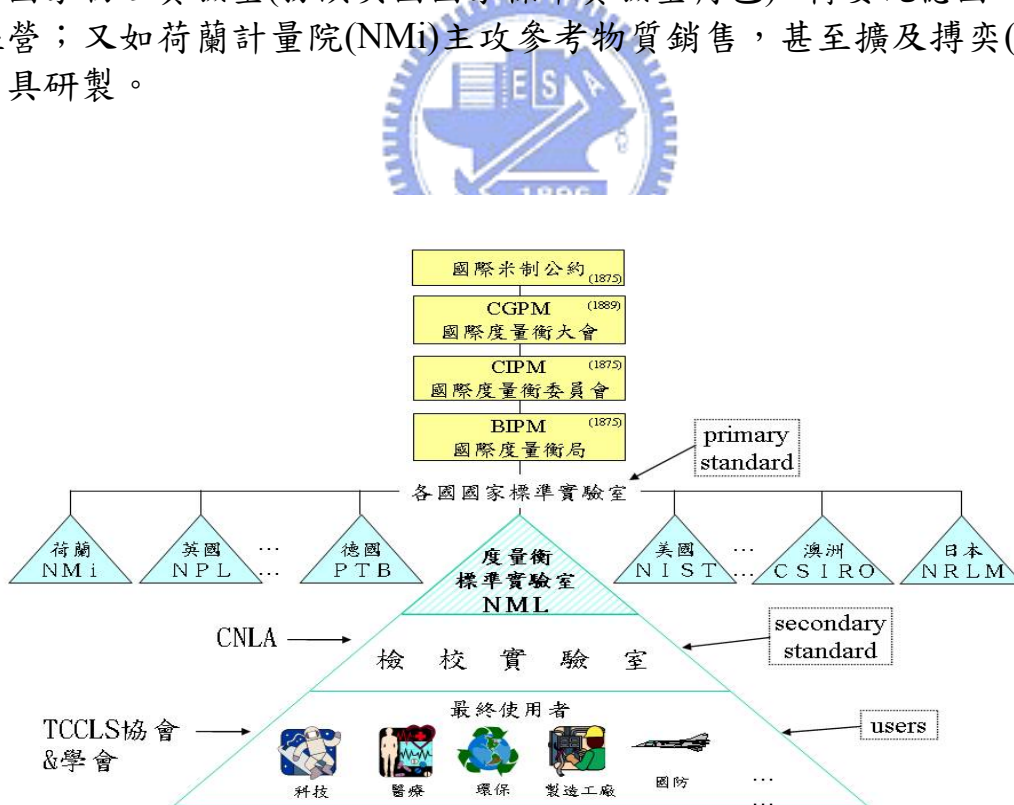 營；又如荷蘭計量院(NMi)主攻參考物質銷售，甚至擴及搏奕(
具研製。
ES
1896
國際米制公約 (1875)
CGPM (1889)
國際度量衡大會
CIPM (1875)
國際度量衡委員會
BIPM (1875)
國際度量衡局
primary
standard
各國國家標準實驗室
荷蘭
NMi
英國
NPL
...
德國
PTB
度量衡
標準實驗室
NML
美國
NIST
...
澳洲
CSIRO
日本
NRLM
CNLA
檢校實驗室
secondary
standard
最終使用者
TCCLS協會
&學會
users
科技
醫療
環保
製造工廠
國防
...
...